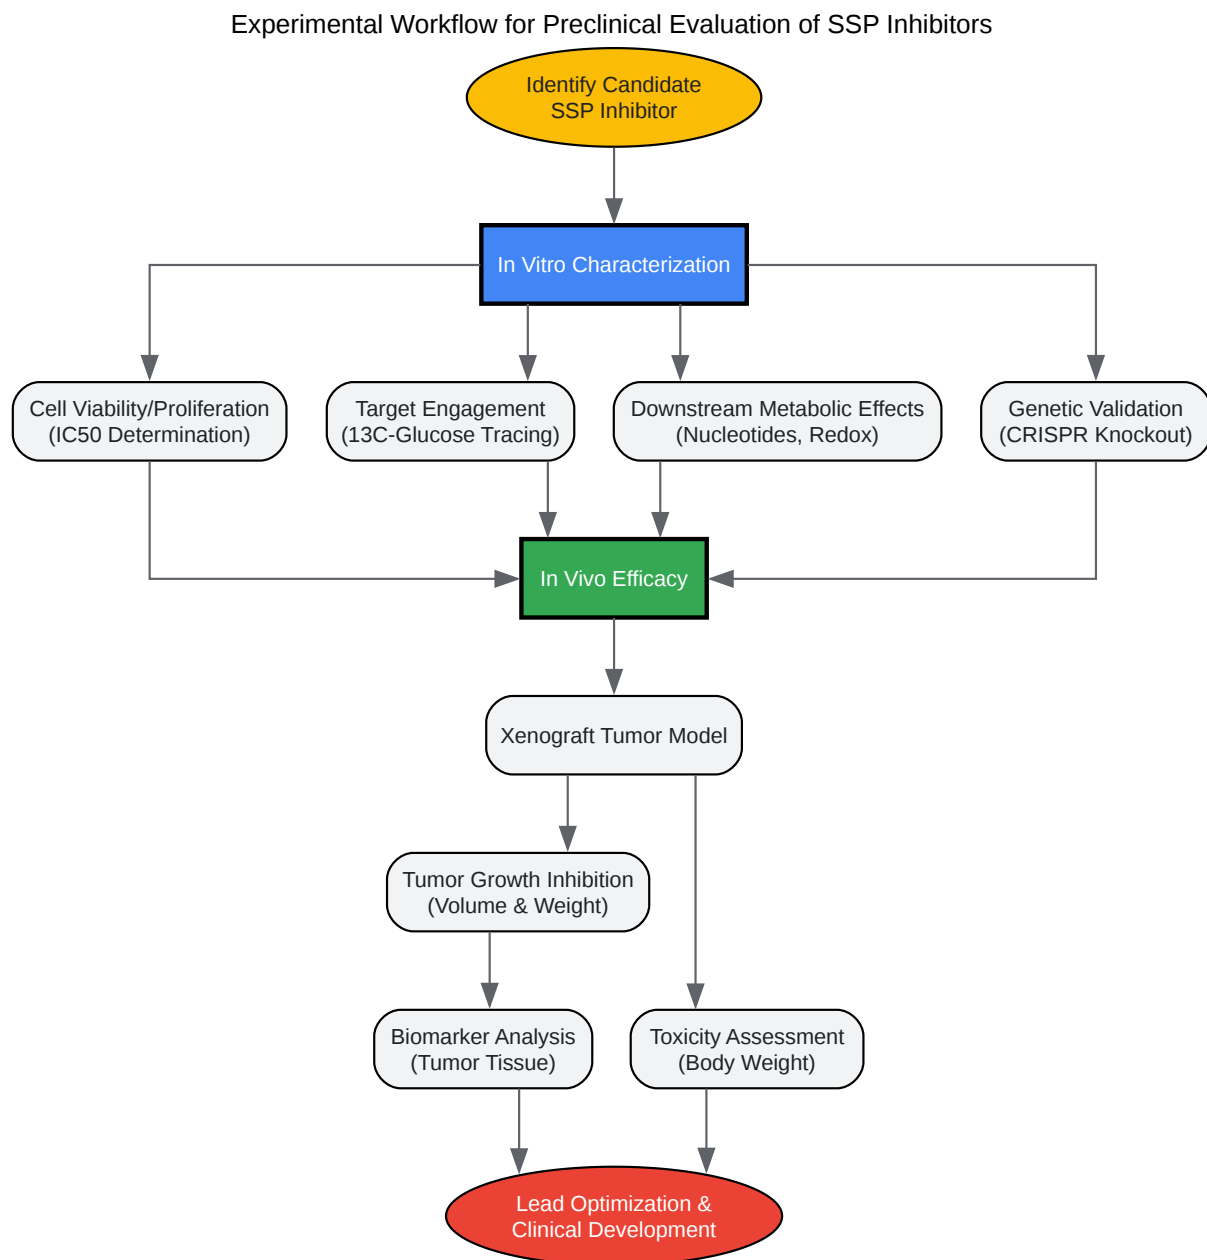 Experimental Workflow for Preclinical Evaluation of SSP Inhibitors
Identify Candidate
SSP Inhibitor
In Vitro Characterization
Cell Viability/Proliferation
(IC50 Determination)
Target Engagement
(13C-Glucose Tracing)
Downstream Metabolic Effects
(Nucleotides, Redox)
Genetic Validation
(CRISPR Knockout)
In Vivo Efficacy
Xenograft Tumor Model
Tumor Growth Inhibition
(Volume & Weight)
Biomarker Analysis
(Tumor Tissue)
Toxicity Assessment
(Body Weight)
Lead Optimization &
Clinical Development